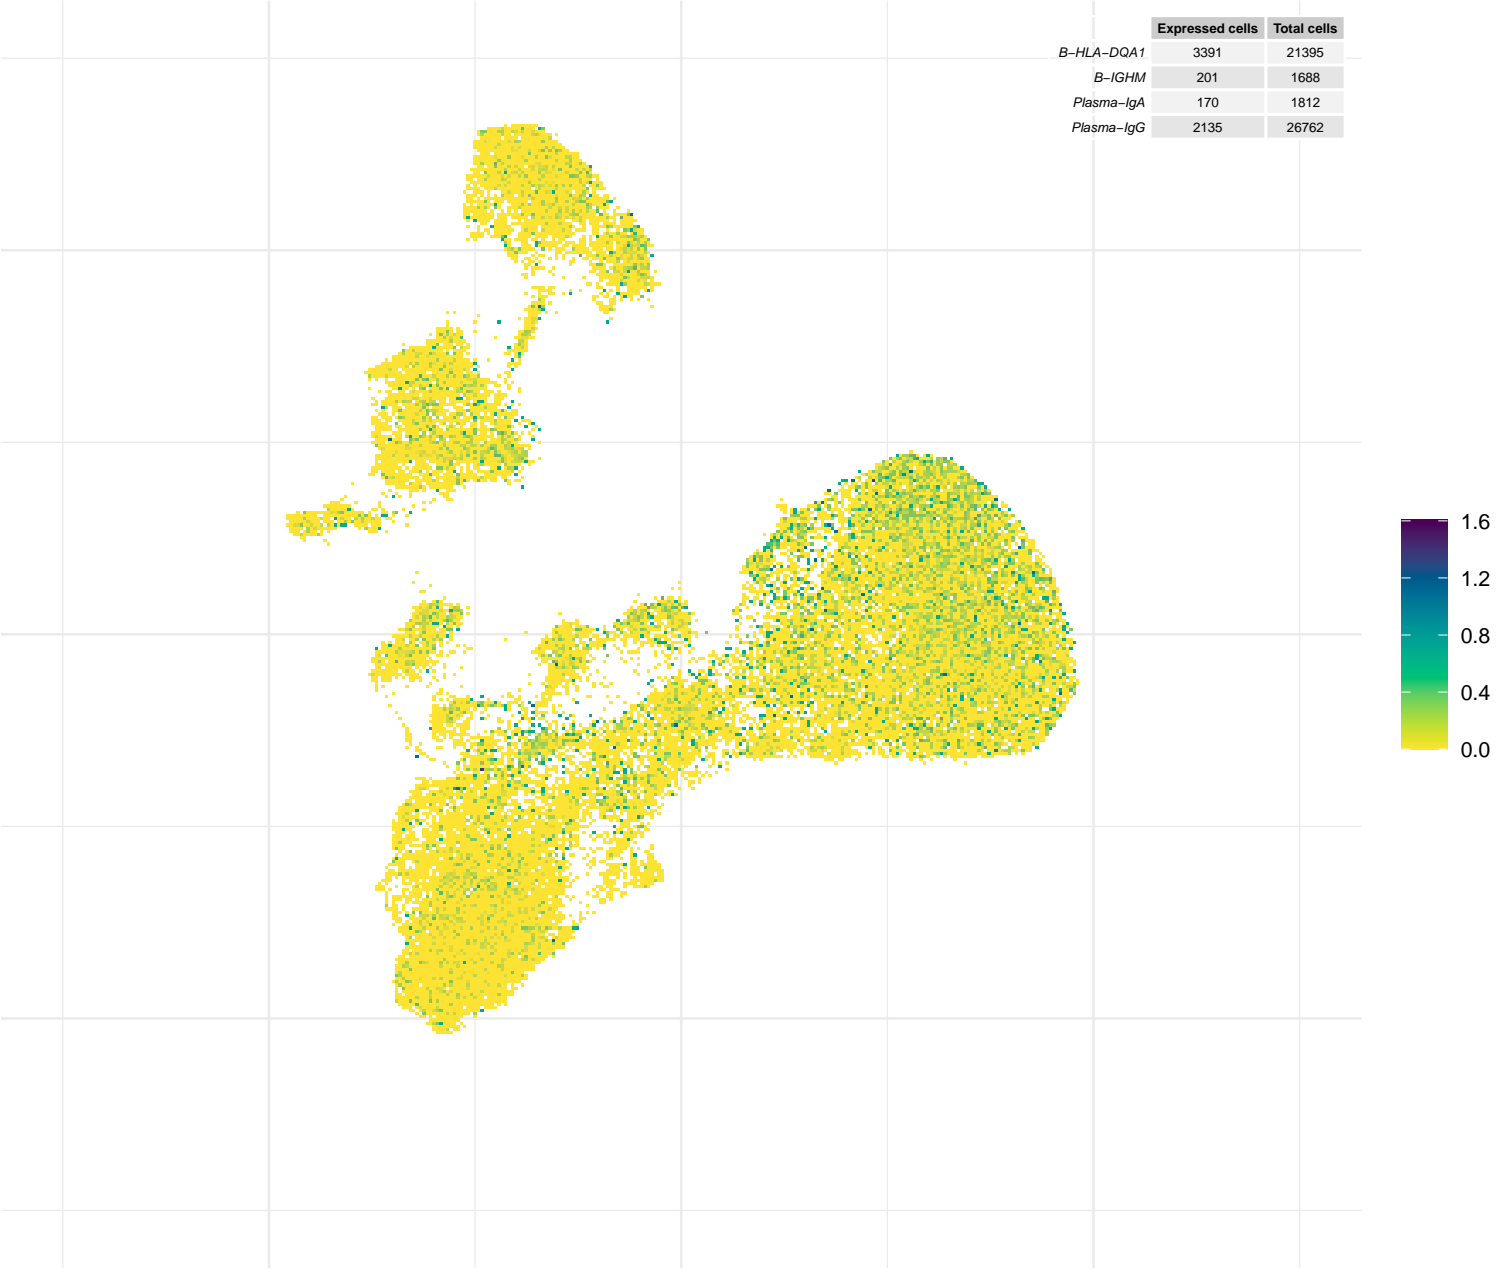 Expressed cells Total cells
B−HLA−DQA1 3391 21395
B−IGHM 201 1688
Plasma−IgA 170 1812
Plasma−IgG 2135 26762
1.6
1.2
0.8
0.4
0.0